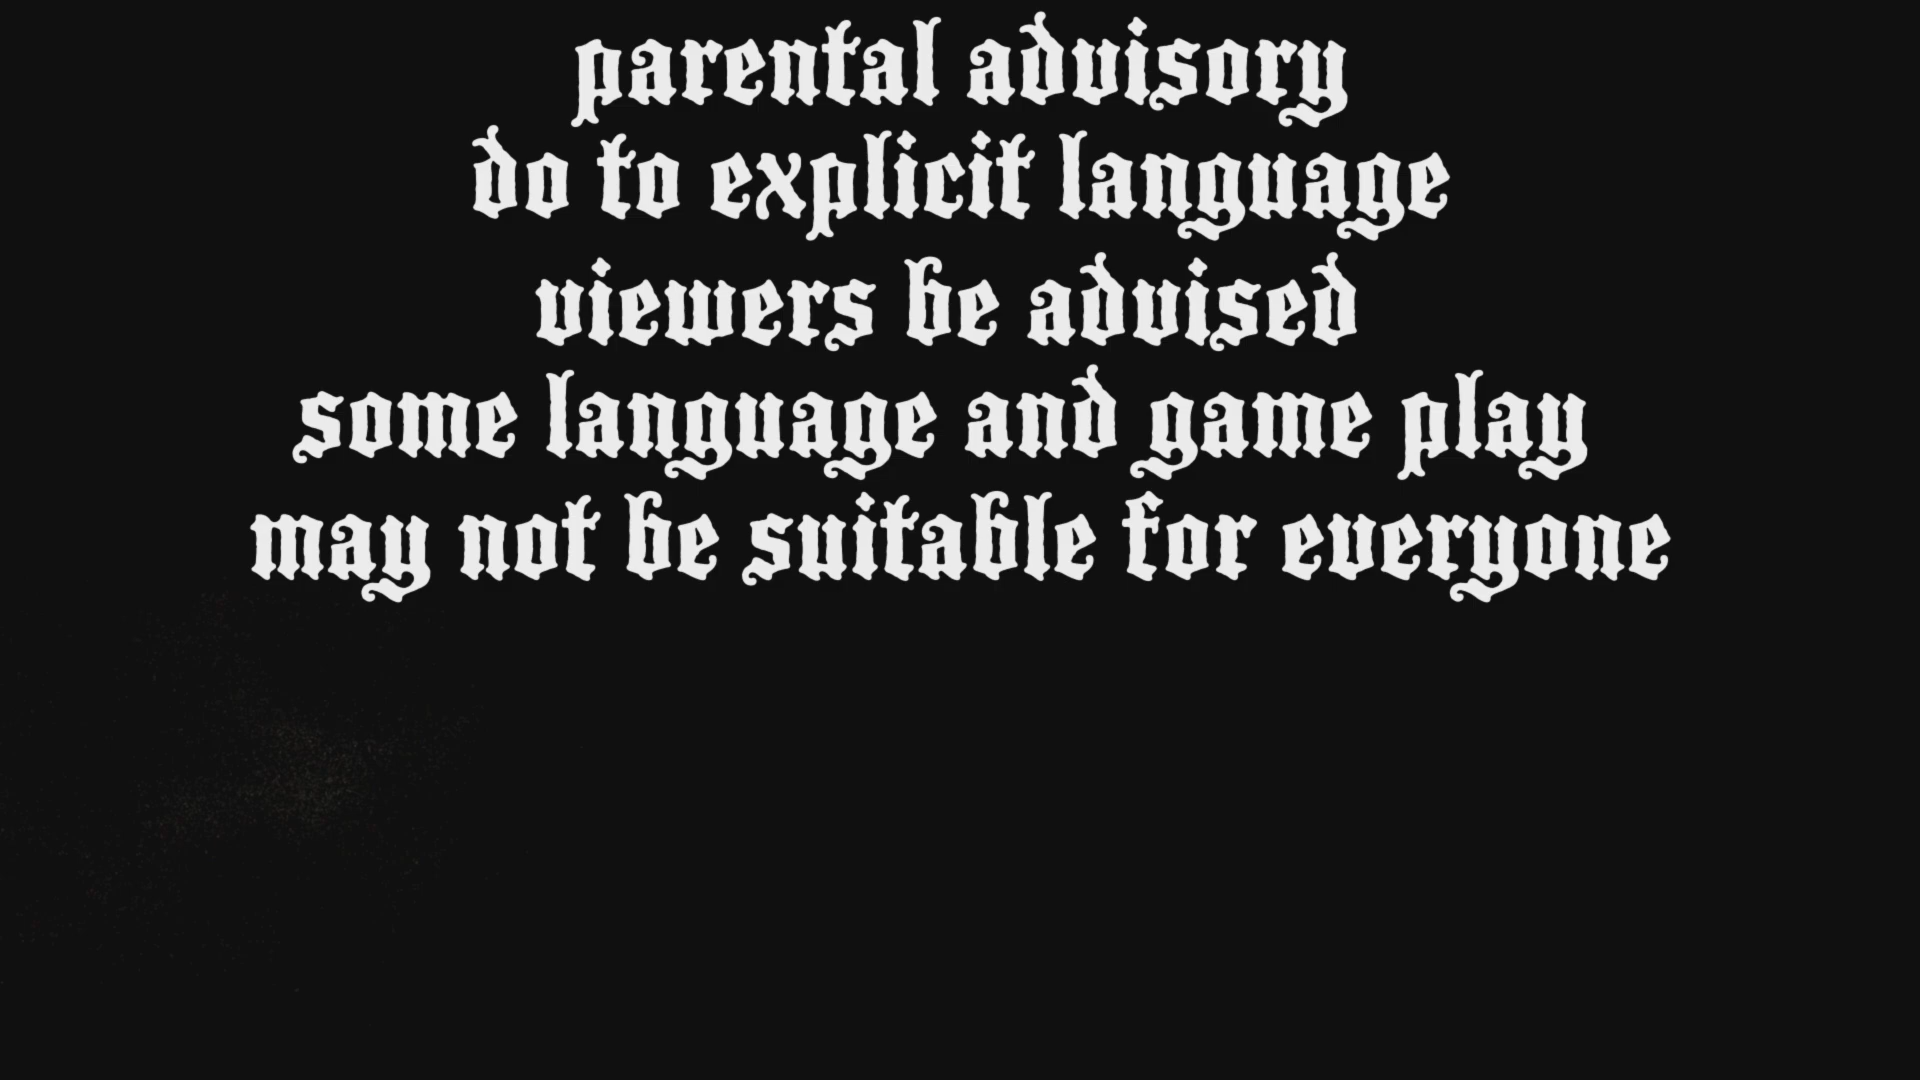 parental advisory
do to explicit language
viewers be advised
some language and game play
may not be suitable for everyone